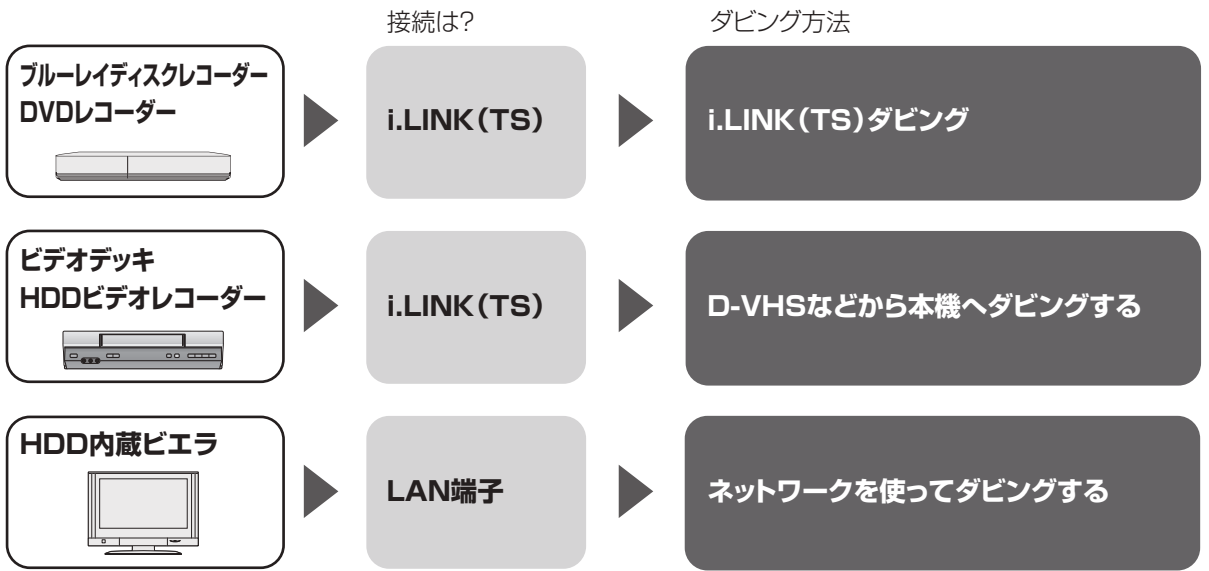 接続は?
ダビング方法
ブルーレイディスクレコーダー
DVDレコーダー
i.LINK(TS)
i.LINK(TS)ダビング
ビデオデッキ
HDDビデオレコーダー
i.LINK(TS)
D-VHSなどから本機へダビングする
HDD内蔵ビエラ
LAN端子
ネットワークを使ってダビングする